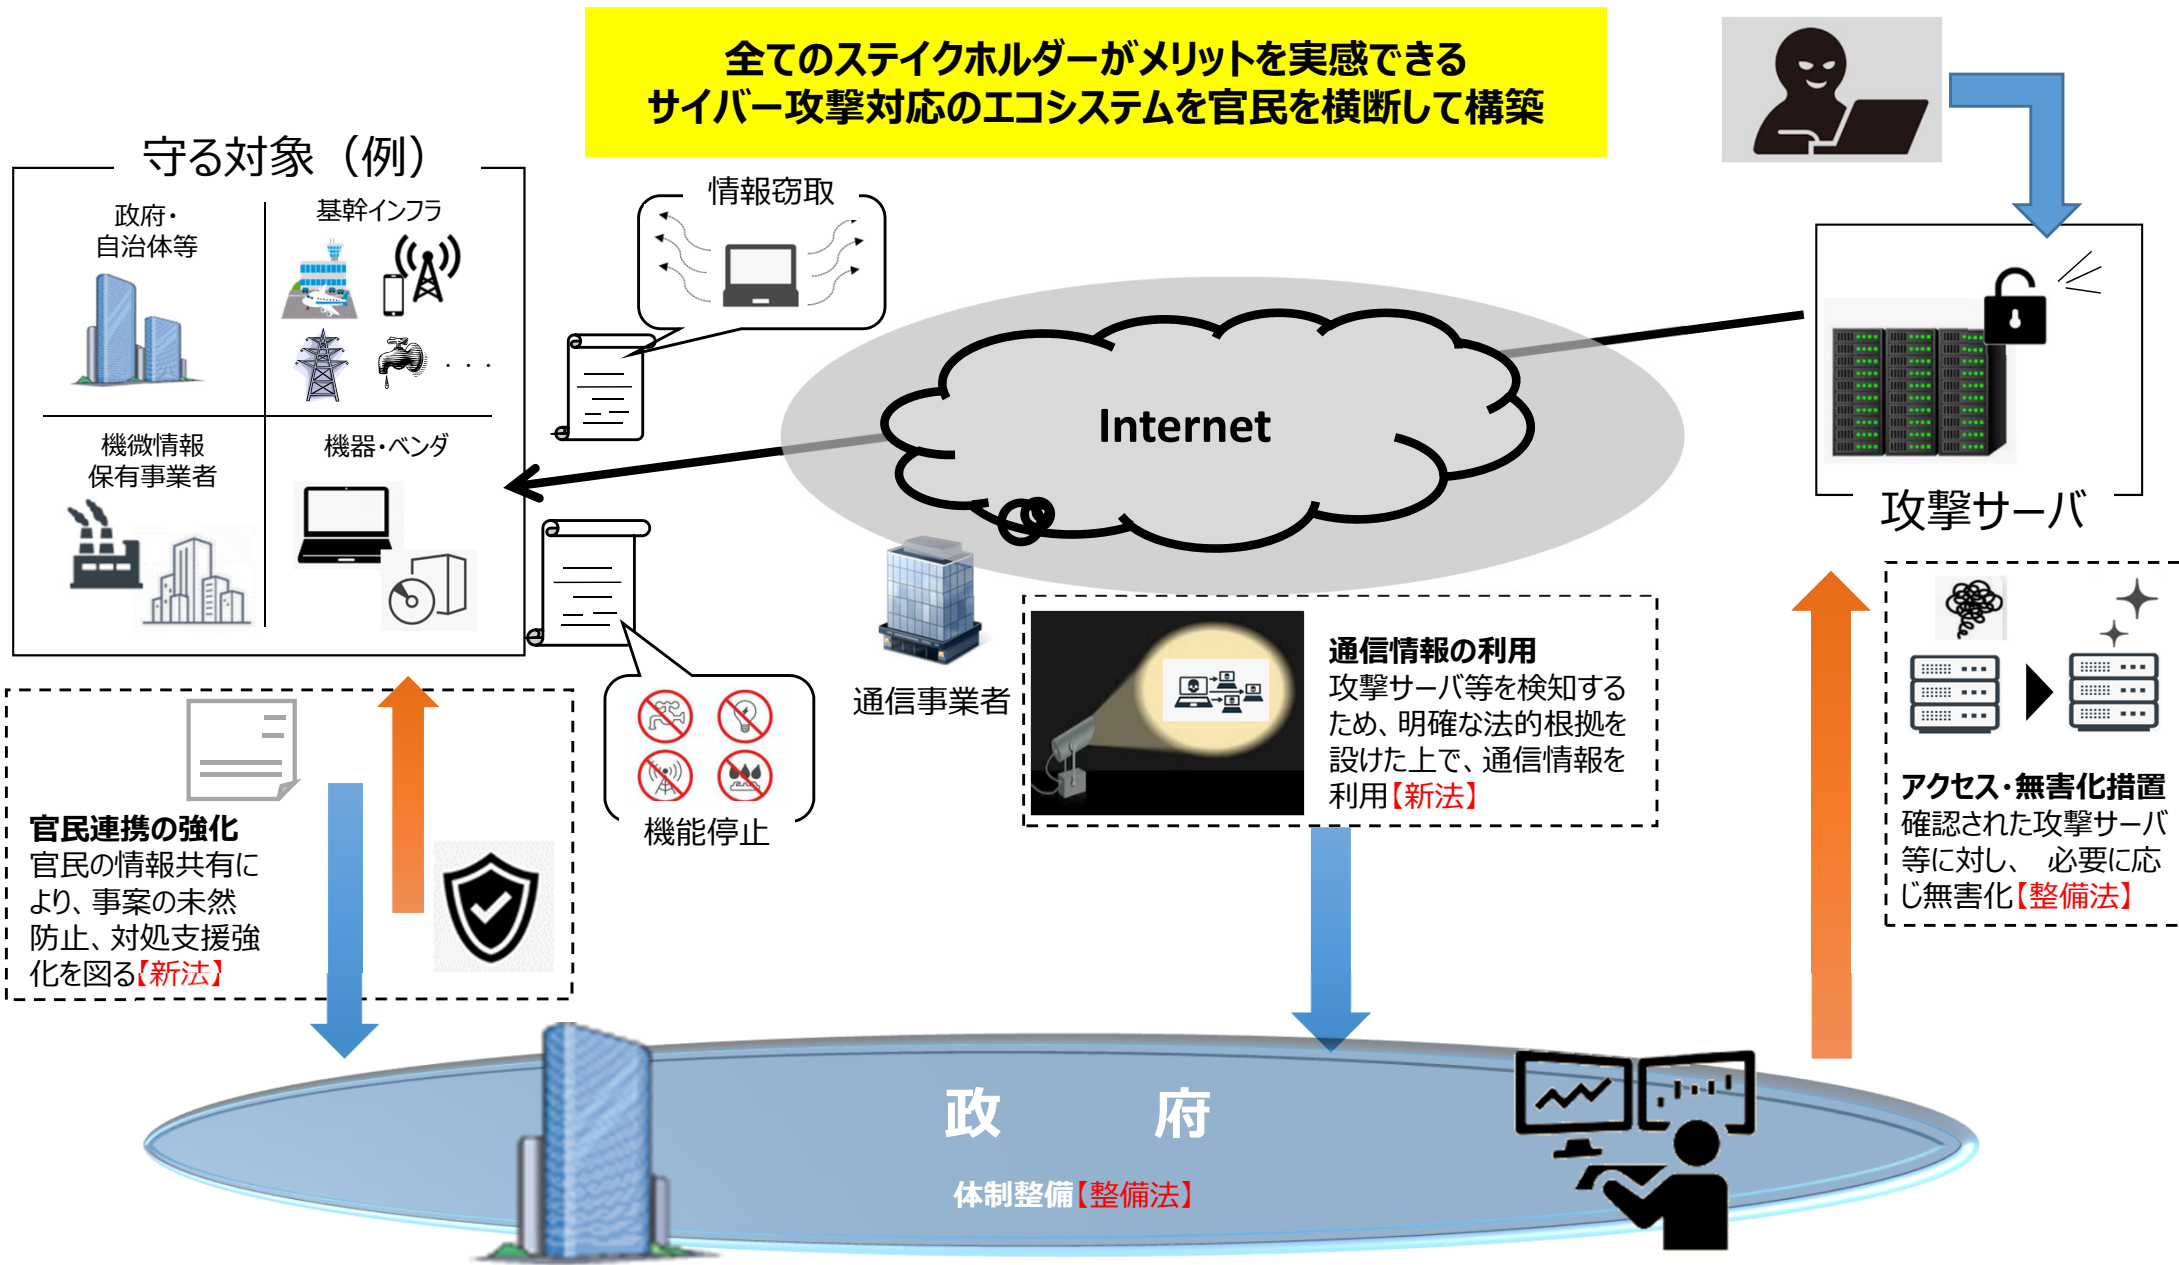 全てのステイクホルダーがメリットを実感できる
サイバー攻撃対応のエコシステムを官民を横断して構築
守る対象（例）
政府・
自治体等
基幹インフラ
・・・
機微情報
保有事業者
機器・ベンダ
情報窃取
Internet
攻撃サーバ
通信事業者
機能停止
通信情報の利用
攻撃サーバ等を検知する
ため、明確な法的根拠を
設けた上で、通信情報を
利用【新法】
アクセス・無害化措置
確認された攻撃サーバ
等に対し、 必要に応
じ無害化【整備法】
官民連携の強化
官民の情報共有に
より、事案の未然
防止、対処支援強
化を図る【新法】
政 府
体制整備【整備法】